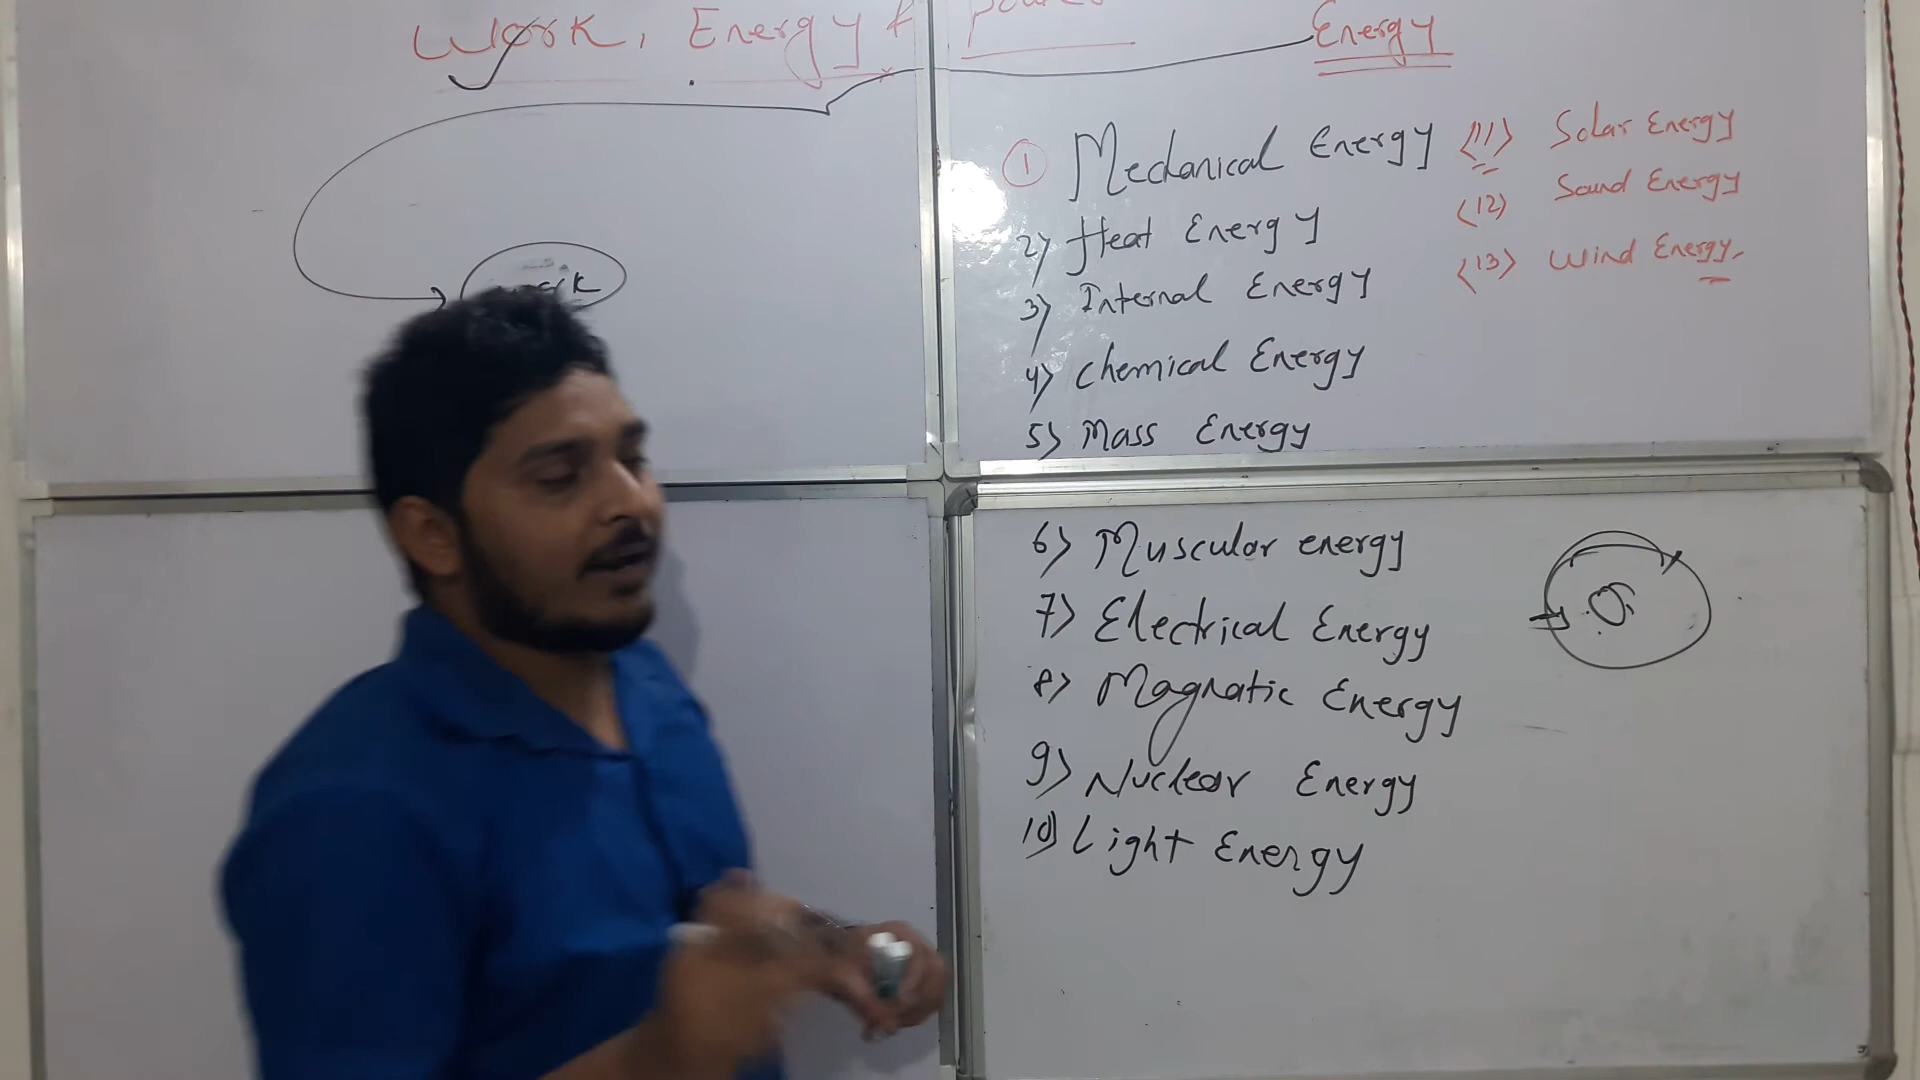 Work, Energy & Power
Energy
① Mechanical Energy
2) Heat Energy
3) Internal Energy
4) Chemical Energy
5) Mass Energy
6) Muscular energy
7) Electrical Energy
8) Magnatic Energy
9) Nuclear Energy
10) Light Energy
<11> Solar Energy
<12> Sound Energy
<13> Wind Energy.